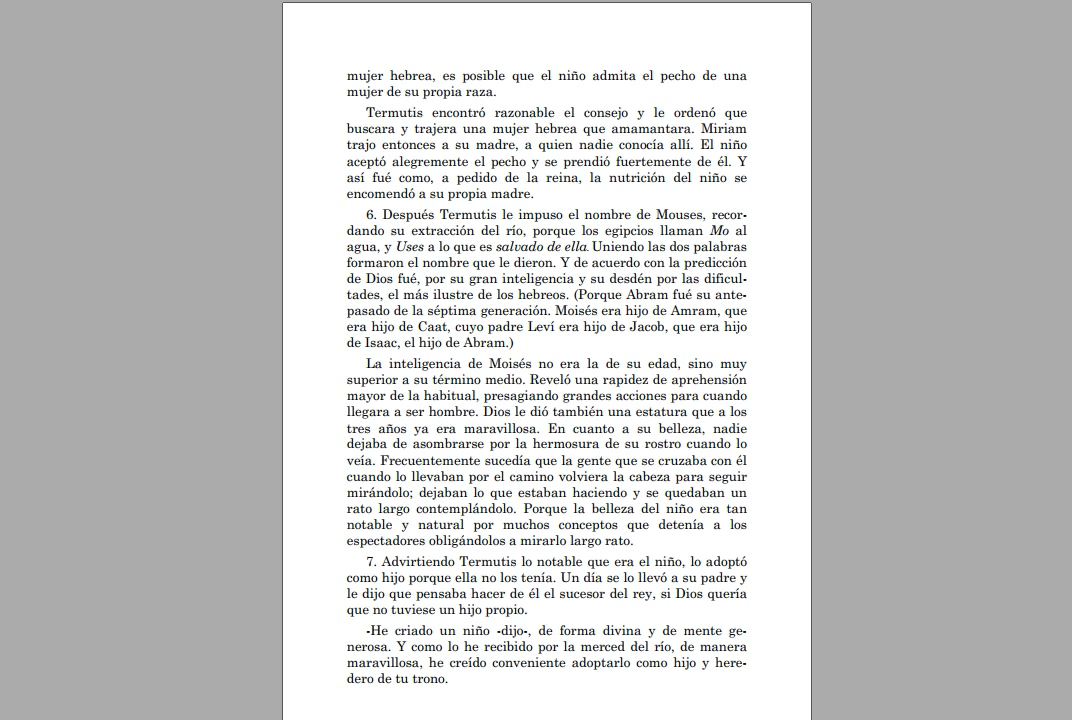 mujer hebrea, es posible que el niño admita el pecho de una
mujer de su propia raza.
Termutis encontró razonable el consejo y le ordenó que
buscara y trajera una mujer hebrea que amamantara. Miriam
trajo entonces a su madre, a quien nadie conocía allí. El niño
aceptó alegremente el pecho y se prendió fuertemente de él. Y
así fué como, a pedido de la reina, la nutrición del niño se
encomendó a su propia madre.
6. Después Termutis le impuso el nombre de Mouses, recor-
dando su extracción del río, porque los egipcios llaman Mo al
agua, y Uses a lo que es salvado de ella. Uniendo las dos palabras
formaron el nombre que le dieron. Y de acuerdo con la predicción
de Dios fué, por su gran inteligencia y su desdén por las dificul-
tades, el más ilustre de los hebreos. (Porque Abram fué su ante-
pasado de la séptima generación. Moisés era hijo de Amram, que
era hijo de Caat, cuyo padre Leví era hijo de Jacob, que era hijo
de Isaac, el hijo de Abram.)
La inteligencia de Moisés no era la de su edad, sino muy
superior a su término medio. Reveló una rapidez de aprehensión
mayor de la habitual, presagiando grandes acciones para cuando
llegara a ser hombre. Dios le dió también una estatura que a los
tres años ya era maravillosa. En cuanto a su belleza, nadie
dejaba de asombrarse por la hermosura de su rostro cuando lo
veía. Frecuentemente sucedía que la gente que se cruzaba con él
cuando lo llevaban por el camino volviera la cabeza para seguir
mirándolo; dejaban lo que estaban haciendo y se quedaban un
rato largo contemplándolo. Porque la belleza del niño era tan
notable y natural por muchos conceptos que detenía a los
espectadores obligándolos a mirarlo largo rato.
7. Advirtiendo Termutis lo notable que era el niño, lo adoptó
como hijo porque ella no los tenía. Un día se lo llevó a su padre y
le dijo que pensaba hacer de él el sucesor del rey, si Dios quería
que no tuviese un hijo propio.
-He criado un niño -dijo-, de forma divina y de mente ge-
nerosa. Y como lo he recibido por la merced del río, de manera
maravillosa, he creído conveniente adoptarlo como hijo y here-
dero de tu trono.